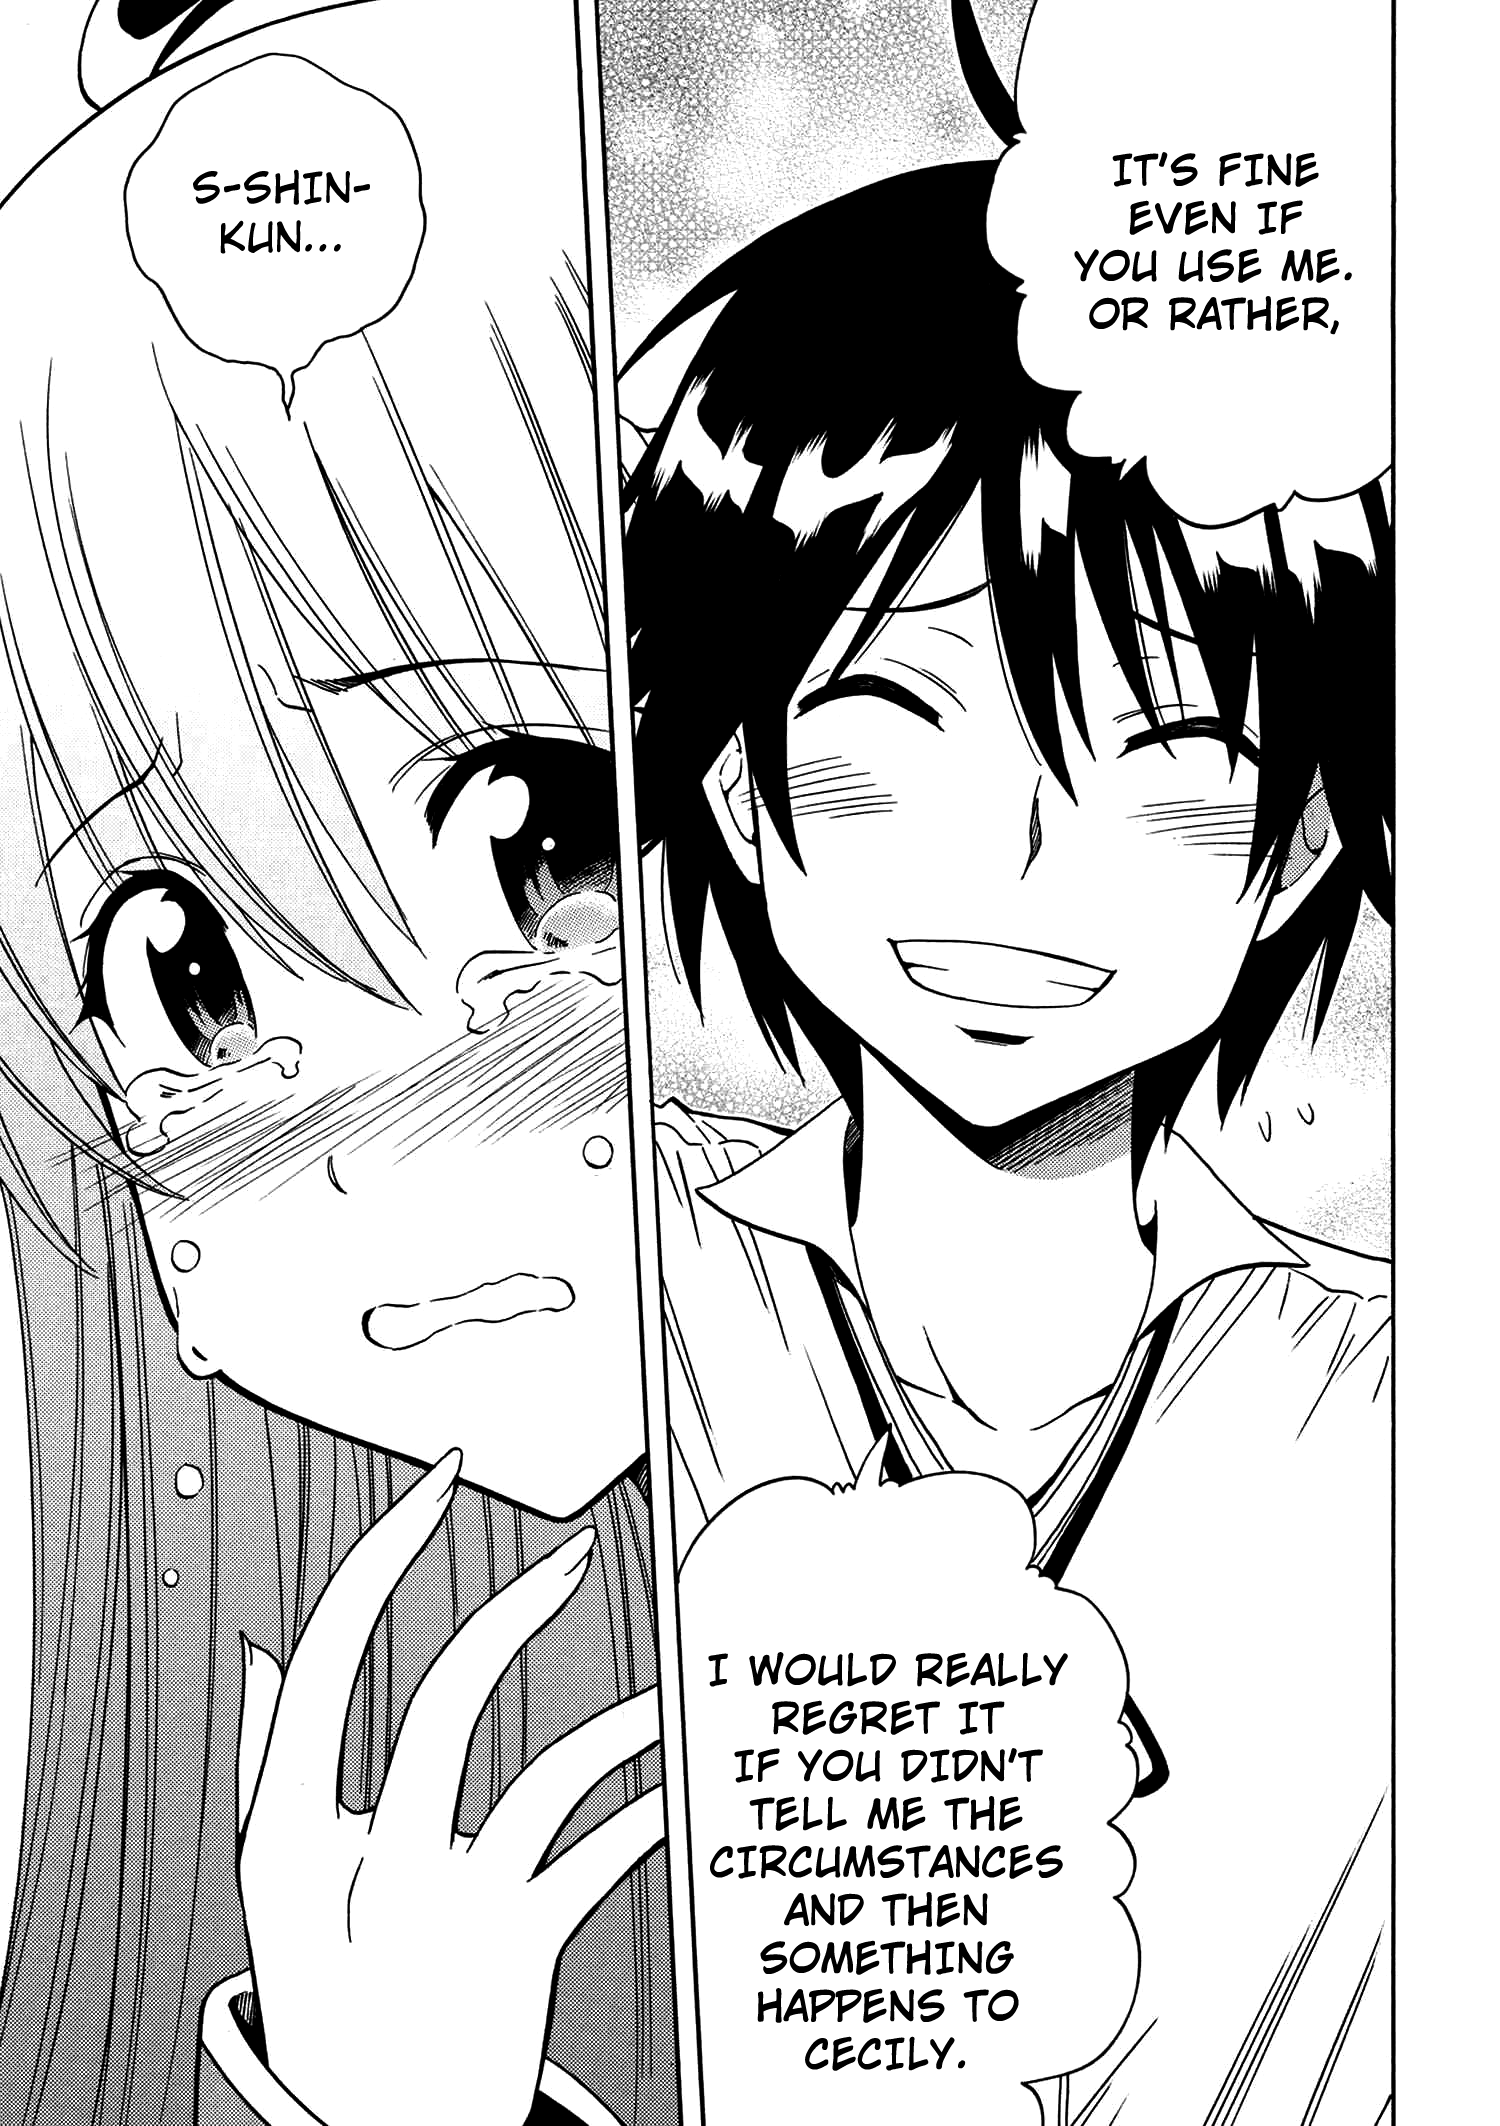 IT'S FINE
EVEN IF
YOU USE ME.
OR RATHER,
I WOULD REALLY
REGRET IT
IF YOU DIDN'T
TELL ME THE
CIRCUMSTANCES
AND THEN
SOMETHING
HAPPENS TO
CECILY.
S-SHIN-
KUN...